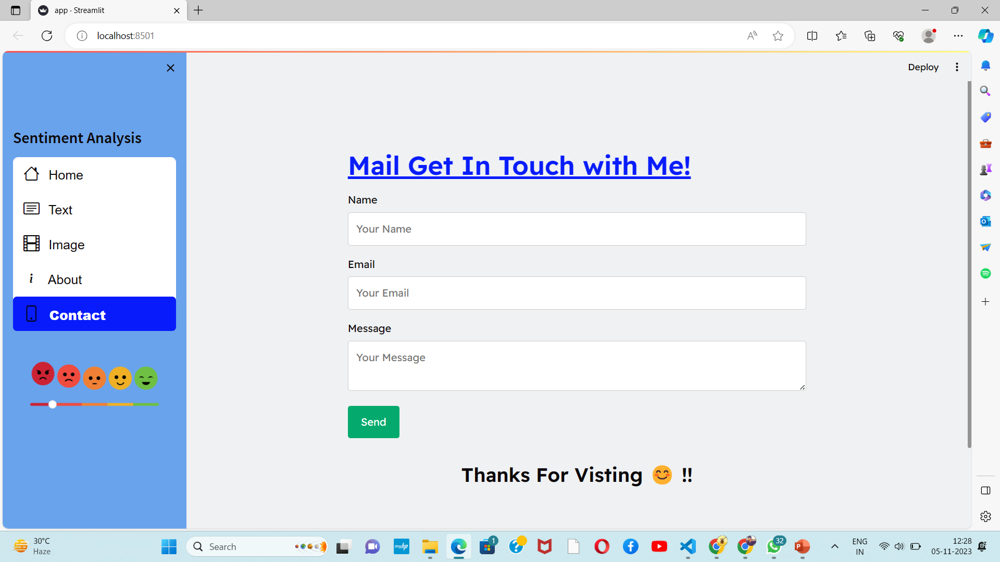 app · Streamlit
localhost:8501
Deploy
Sentiment Analysis
Home
Text
Image
About
Contact
Mail Get In Touch with Me!
Name
Your Name
Email
Your Email
Message
Your Message
Send
Thanks For Visting 😊 !!
30°C
Haze
Search
myhp
1
32
ENG
IN
12:28
05-11-2023